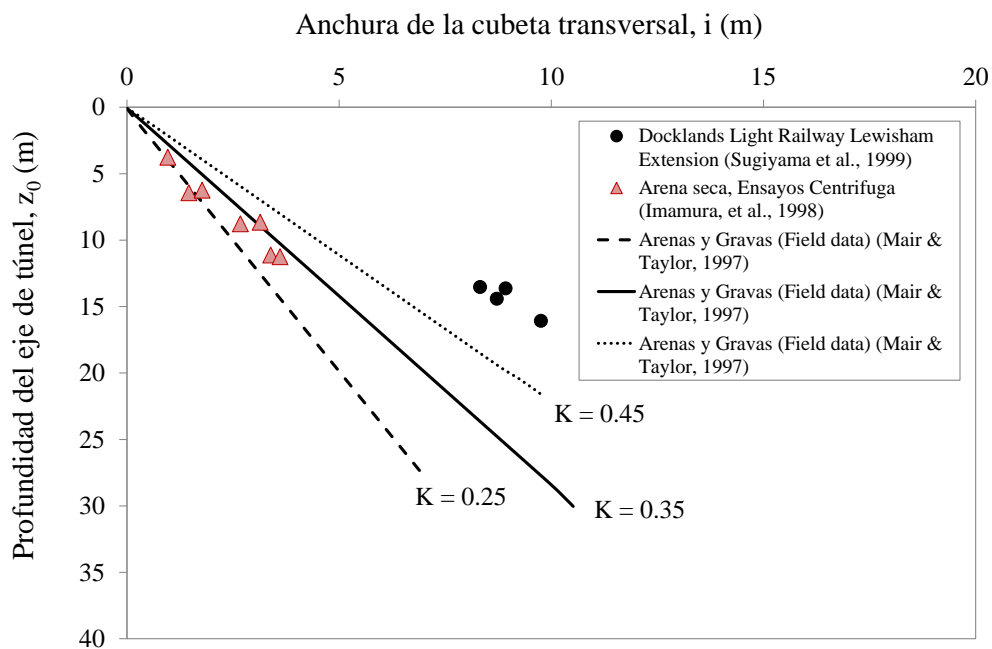 Anchura de la cubeta transversal, i (m)
0 5 10 15 20
Profundidad del eje de túnel, z0 (m)
0
5
10
15
20
25
30
35
40
Docklands Light Railway Lewisham
Extension (Sugiyama et al., 1999)
Arena seca, Ensayos Centrifuga
(Imamura, et al., 1998)
Arenas y Gravas (Field data) (Mair &
Taylor, 1997)
Arenas y Gravas (Field data) (Mair &
Taylor, 1997)
Arenas y Gravas (Field data) (Mair &
Taylor, 1997)
K = 0.45
K = 0.25
K = 0.35